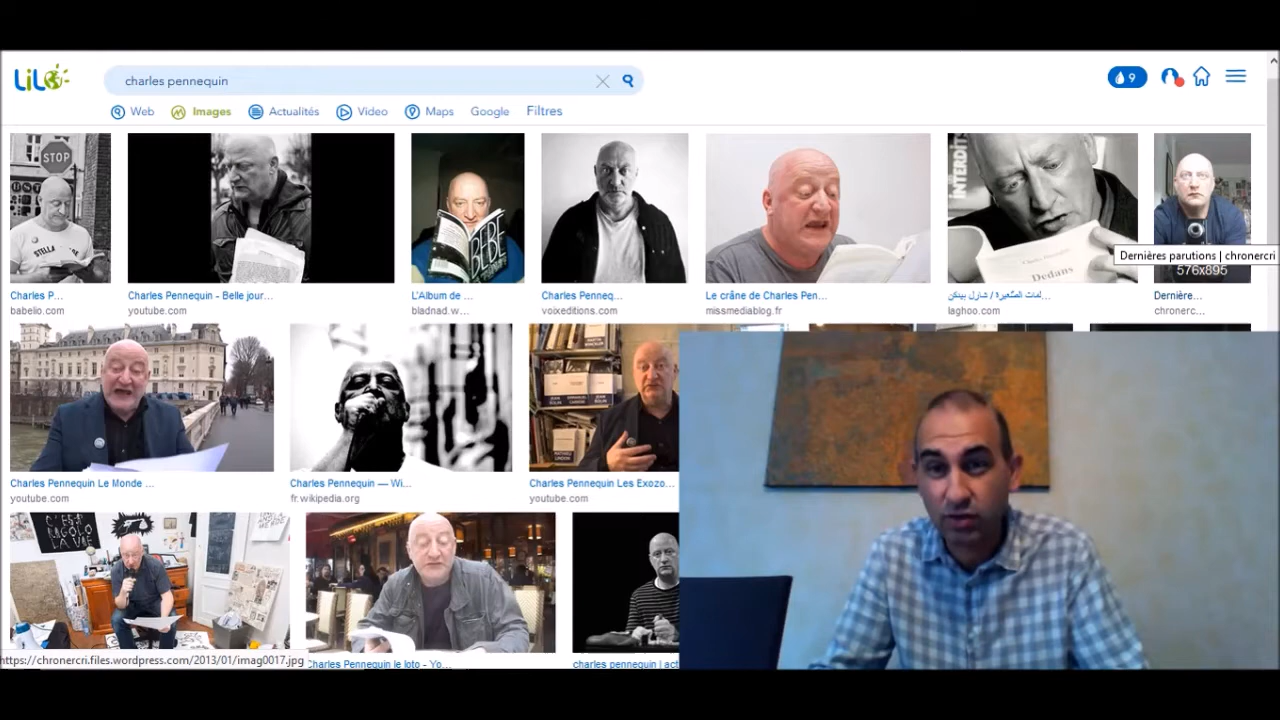 LiLO
charles pennequin
9
Web Images Actualités Video Maps Google Filtres
STOP
STELLA
BÉBÉ
INTERDIT
Dedans
Dernières parutions | chronercri
576x895
Charles P...
babelio.com
Charles Pennequin - Belle jour...
youtube.com
L'Album de ...
bladnad.w...
Charles Penneq...
voixeditions.com
Le crâne de Charles Pen...
missmediablog.fr
laghoo.com
Dernière...
chronerc...
Charles Pennequin Le Monde ...
youtube.com
Charles Pennequin — Wi...
fr.wikipedia.org
Charles Pennequin Les Exozo...
youtube.com
https://chronercri.files.wordpress.com/2013/01/imag0017.jpg
Charles Pennequin le loto - Yo...
charles pennequin | act